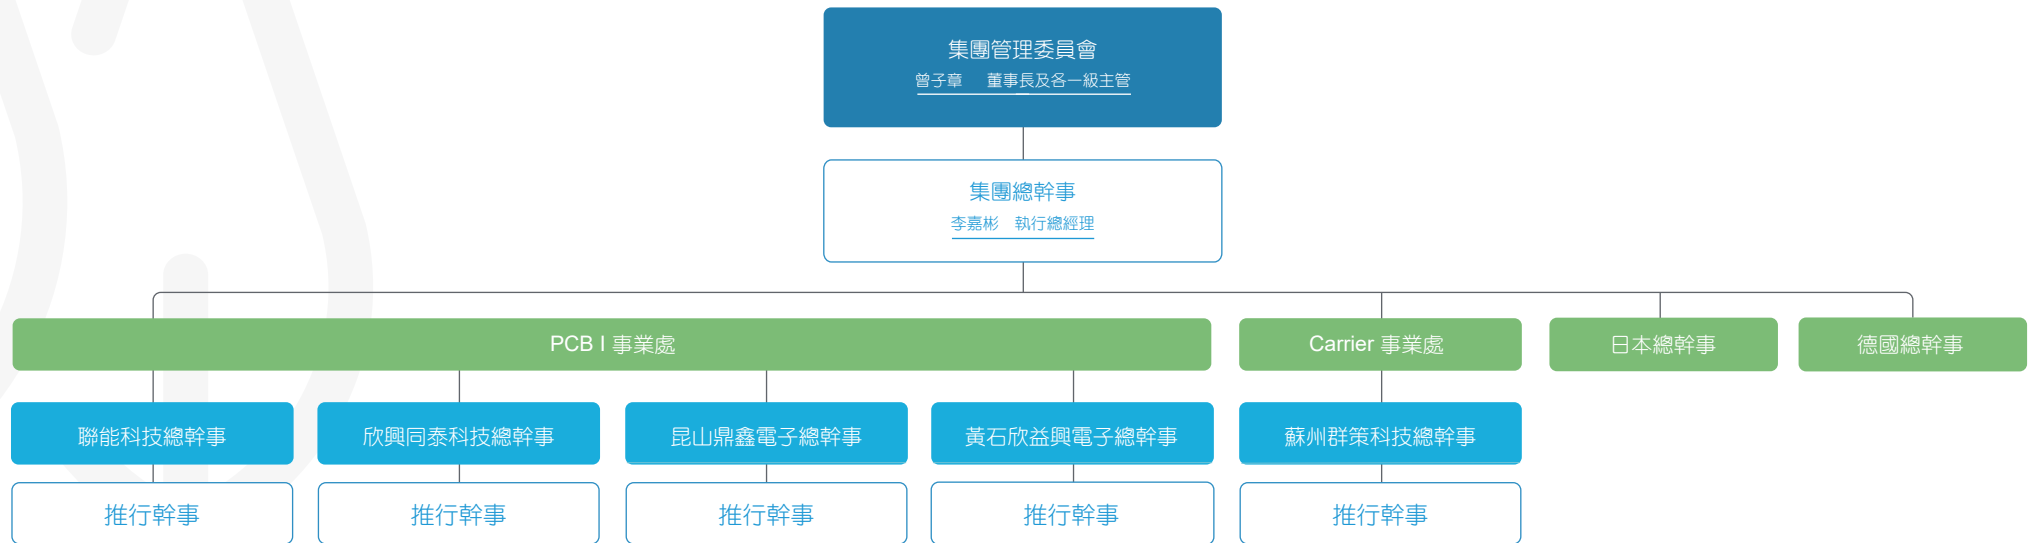 集團管理委員會
曾子章 董事長及各一級主管
集團總幹事
李嘉彬 執行總經理
PCB I 事業處
Carrier 事業處
日本總幹事
德國總幹事
聯能科技總幹事
欣興同泰科技總幹事
昆山鼎鑫電子總幹事
黃石欣益興電子總幹事
蘇州群策科技總幹事
推行幹事
推行幹事
推行幹事
推行幹事
推行幹事